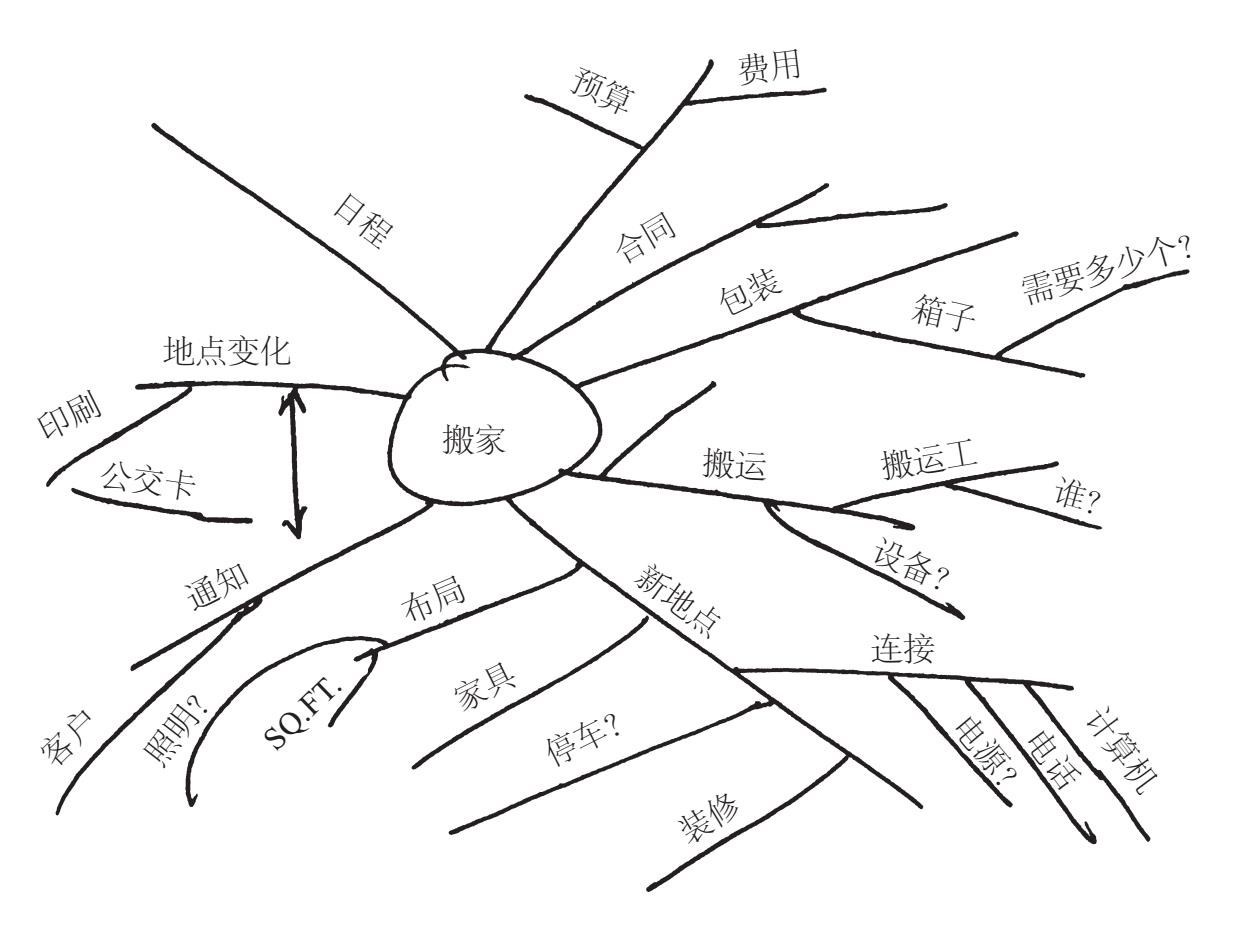 费用
预算
日程
合同
包装
箱子
需要多少个?
地点变化
印刷
公交卡
搬家
搬运
搬运工
谁?
设备?
通知
客户
布局
照明?
SQ.FT.
新地点
家具
停车?
装修
连接
电源?
电话
计算机